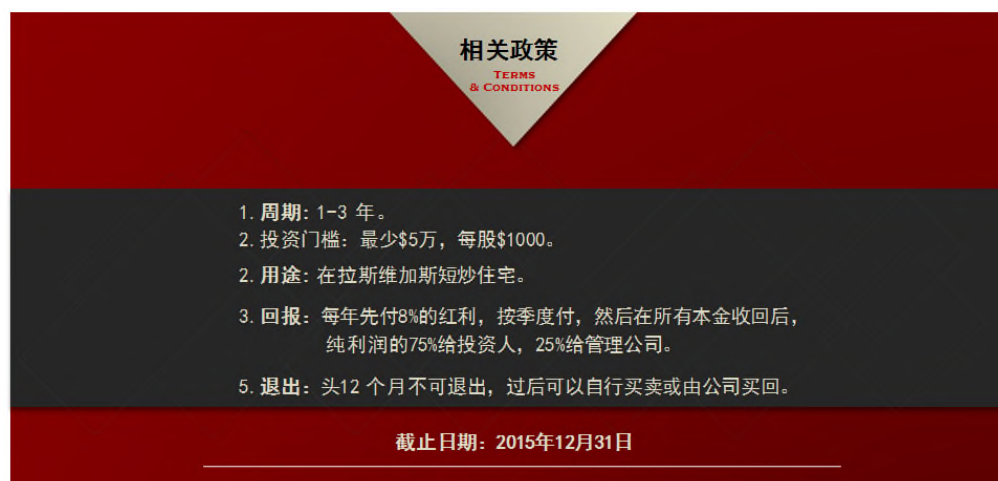 相关政策
TERMS
& CONDITIONS
1. 周期: 1-3 年。
2. 投资门槛: 最少$5万, 每股$1000。
2. 用途: 在拉斯维加斯短炒住宅。
3. 回报: 每年先付8%的红利, 按季度付, 然后在所有本金收回后,
纯利润的75%给投资人, 25%给管理公司。
5. 退出: 头12 个月不可退出, 过后可以自行买卖或由公司买回。
截止日期: 2015年12月31日